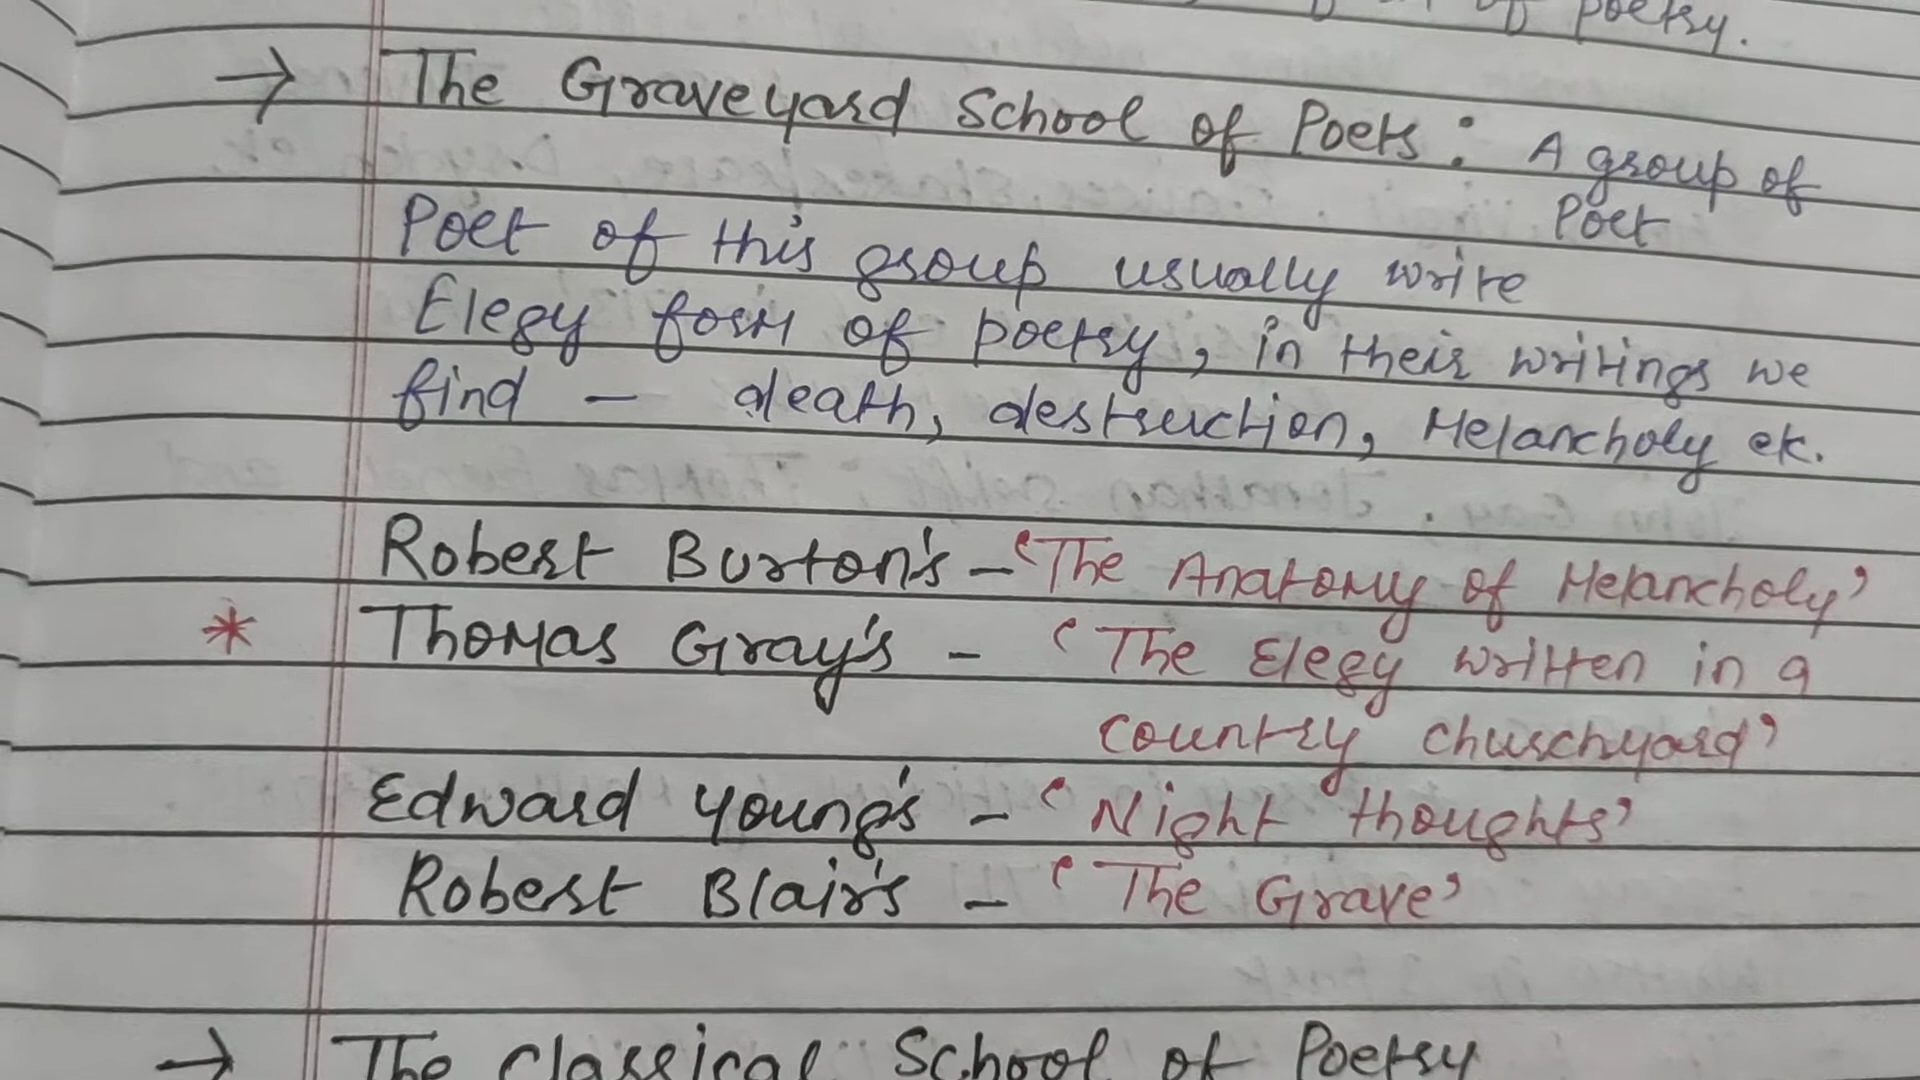 poetry.
→ The Graveyard School of Poets : A group of
Poet
Poet of this group usually write
Elegy form of poetry, in their writings we
find - death, destruction, Melancholy etc.
Robert Burton's - 'The Anatomy of Melancholy'
* Thomas Gray's - 'The Elegy written in a
country churchyard'
Edward Young's - 'Night thoughts'
Robert Blair's - 'The Grave'
→ The Classical School of Poetry